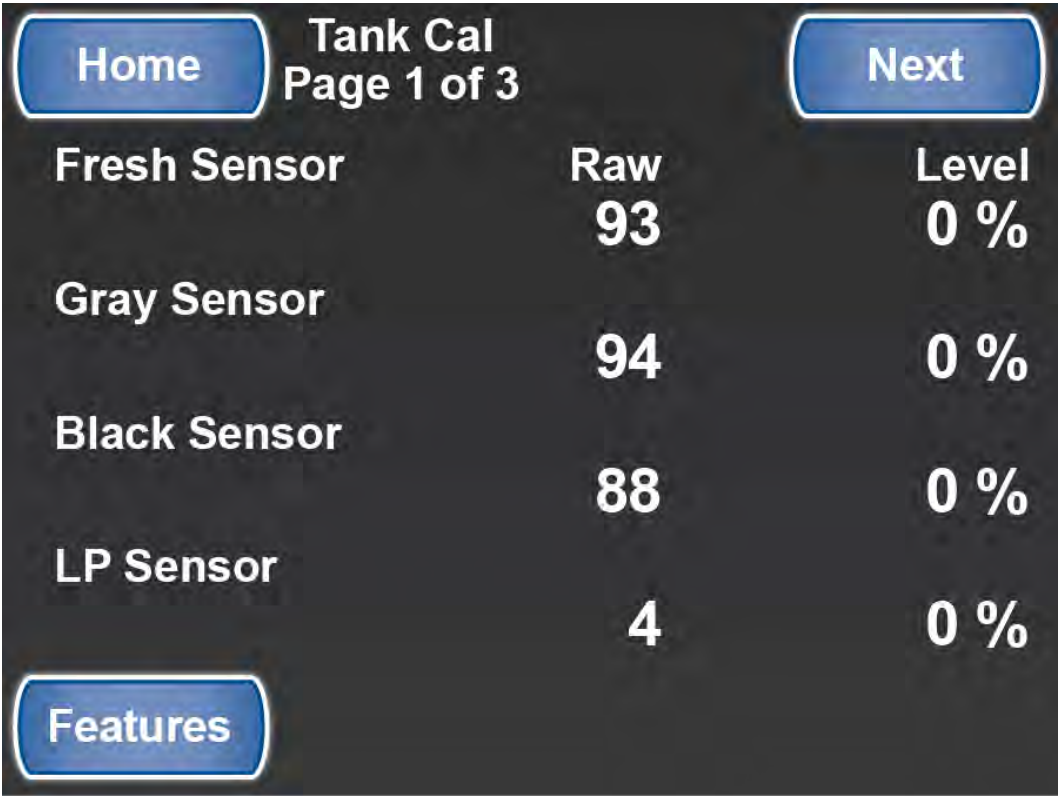 Home
Tank Cal
Page 1 of 3
Next
Fresh Sensor Raw Level
93 0 %
Gray Sensor
94 0 %
Black Sensor
88 0 %
LP Sensor
4 0 %
Features